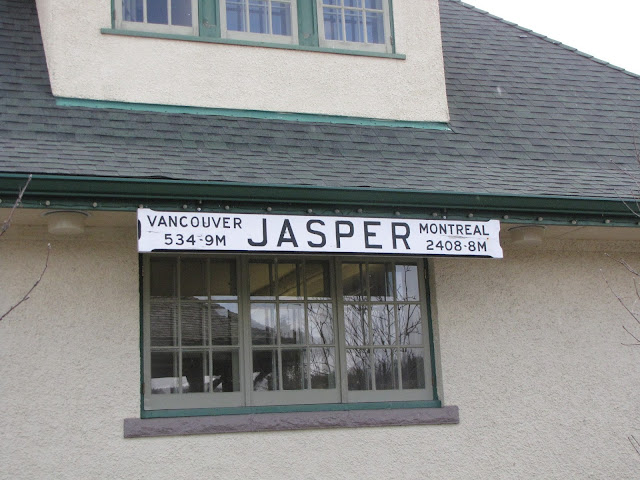 VANCOUVER
534-9M
JASPER
MONTREAL
2408-8M